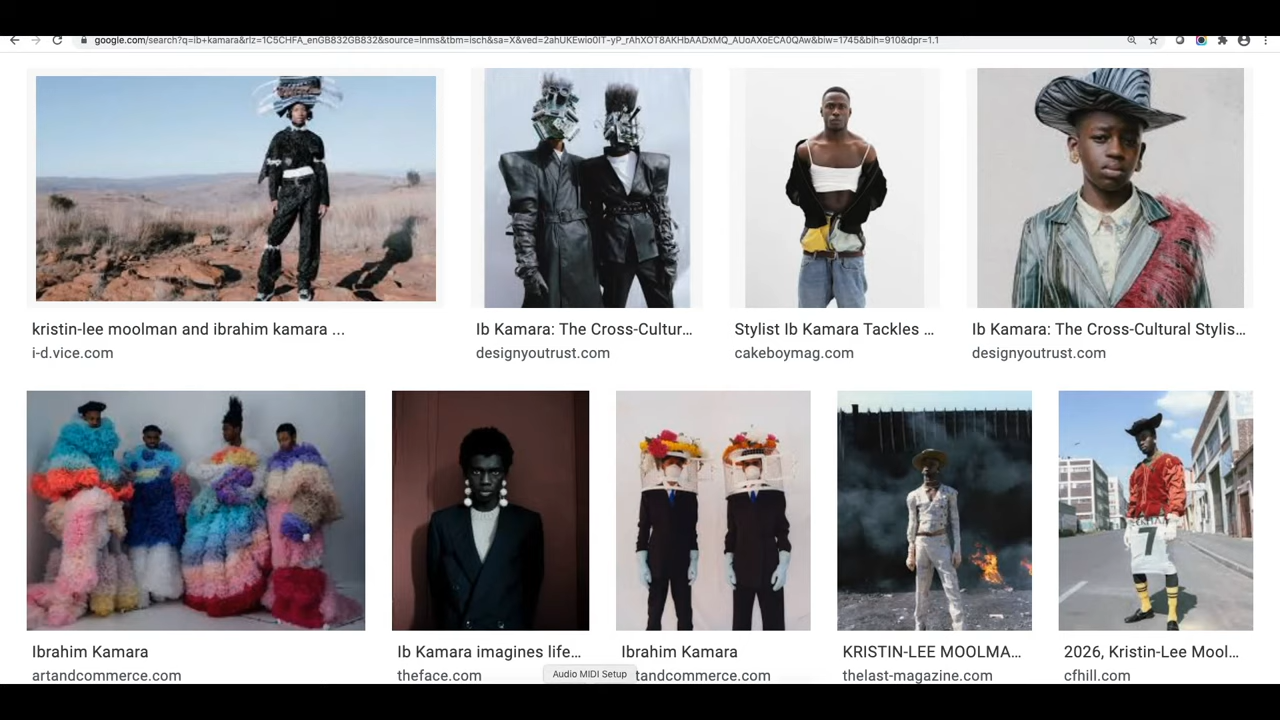 google.com/search?q=ib+kamara&rlz=1C5CHFA_enGB832GB832&source=lnms&tbm=isch&sa=X&ved=2ahUKEwio0IT-yP_rAhXOT8AKHbAADxMQ_AUoAXoECA0QAw&biw=1745&bih=910&dpr=1.1
kristin-lee moolman and ibrahim kamara ...
i-d.vice.com
Ib Kamara: The Cross-Cultur...
designyoutrust.com
Stylist Ib Kamara Tackles ...
cakeboymag.com
Ib Kamara: The Cross-Cultural Stylis...
designyoutrust.com
7
Ibrahim Kamara
artandcommerce.com
Ib Kamara imagines life...
theface.com
Ibrahim Kamara
tandcommerce.com
KRISTIN-LEE MOOLMA...
thelast-magazine.com
2026, Kristin-Lee Mool...
cfhill.com
Audio MIDI Setup